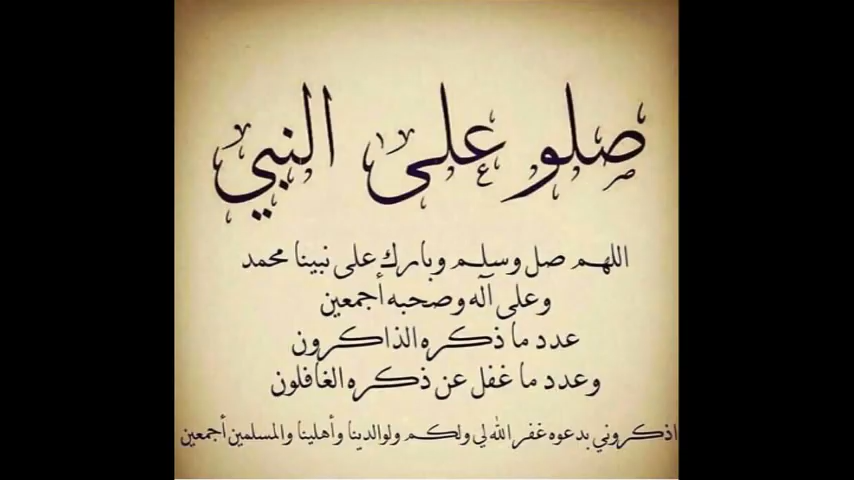 صلو على النبي
اللهم صل وسلم وبارك على نبينا محمد
وعلى آله وصحبه أجمعين
عدد ما ذكره الذاكرون
وعدد ما غفل عن ذكره الغافلون
اذكروني بدعوه غفر الله لي ولكم ولوالدينا وأهلينا والمسلمين أجمعين